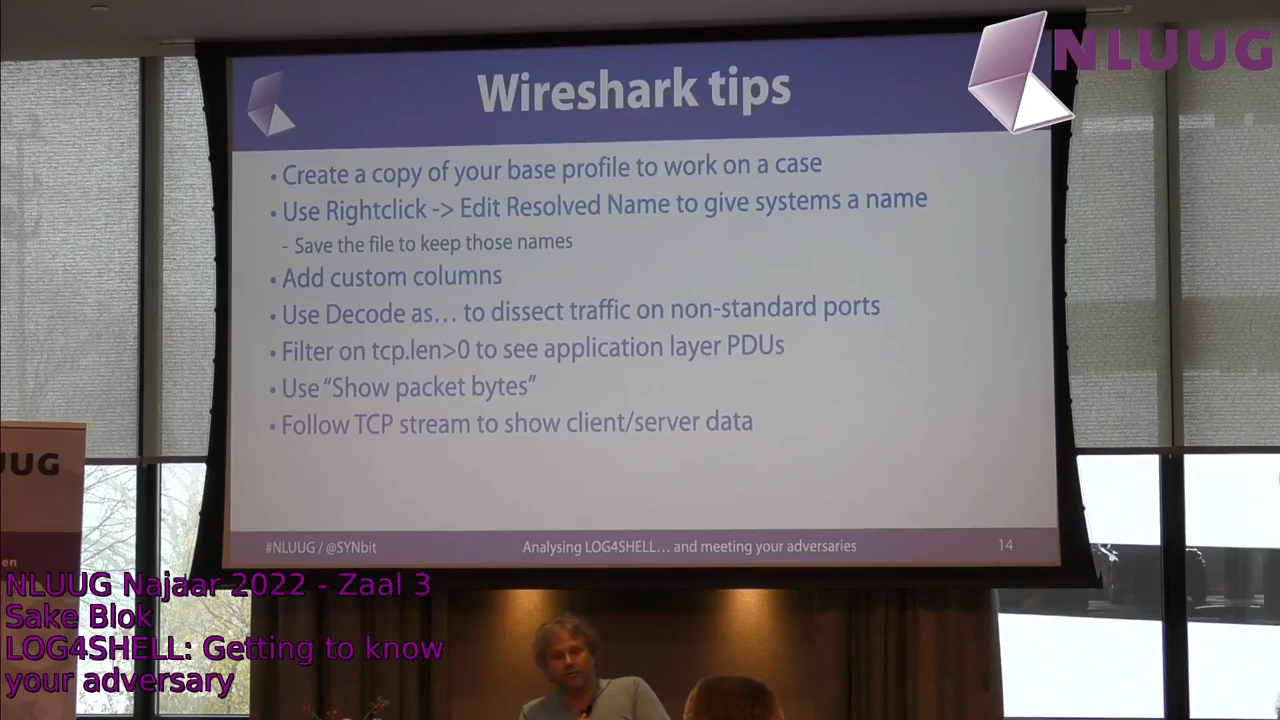 NLUUG
Wireshark tips
• Create a copy of your base profile to work on a case
• Use Rightclick -> Edit Resolved Name to give systems a name
- Save the file to keep those names
• Add custom columns
• Use Decode as… to dissect traffic on non-standard ports
• Filter on tcp.len>0 to see application layer PDUs
• Use “Show packet bytes”
• Follow TCP stream to show client/server data
#NLUUG / @SYNbit
Analysing LOG4SHELL… and meeting your adversaries
14
UUG
en
NLUUG Najaar 2022 - Zaal 3
Sake Blok
LOG4SHELL: Getting to know
your adversary